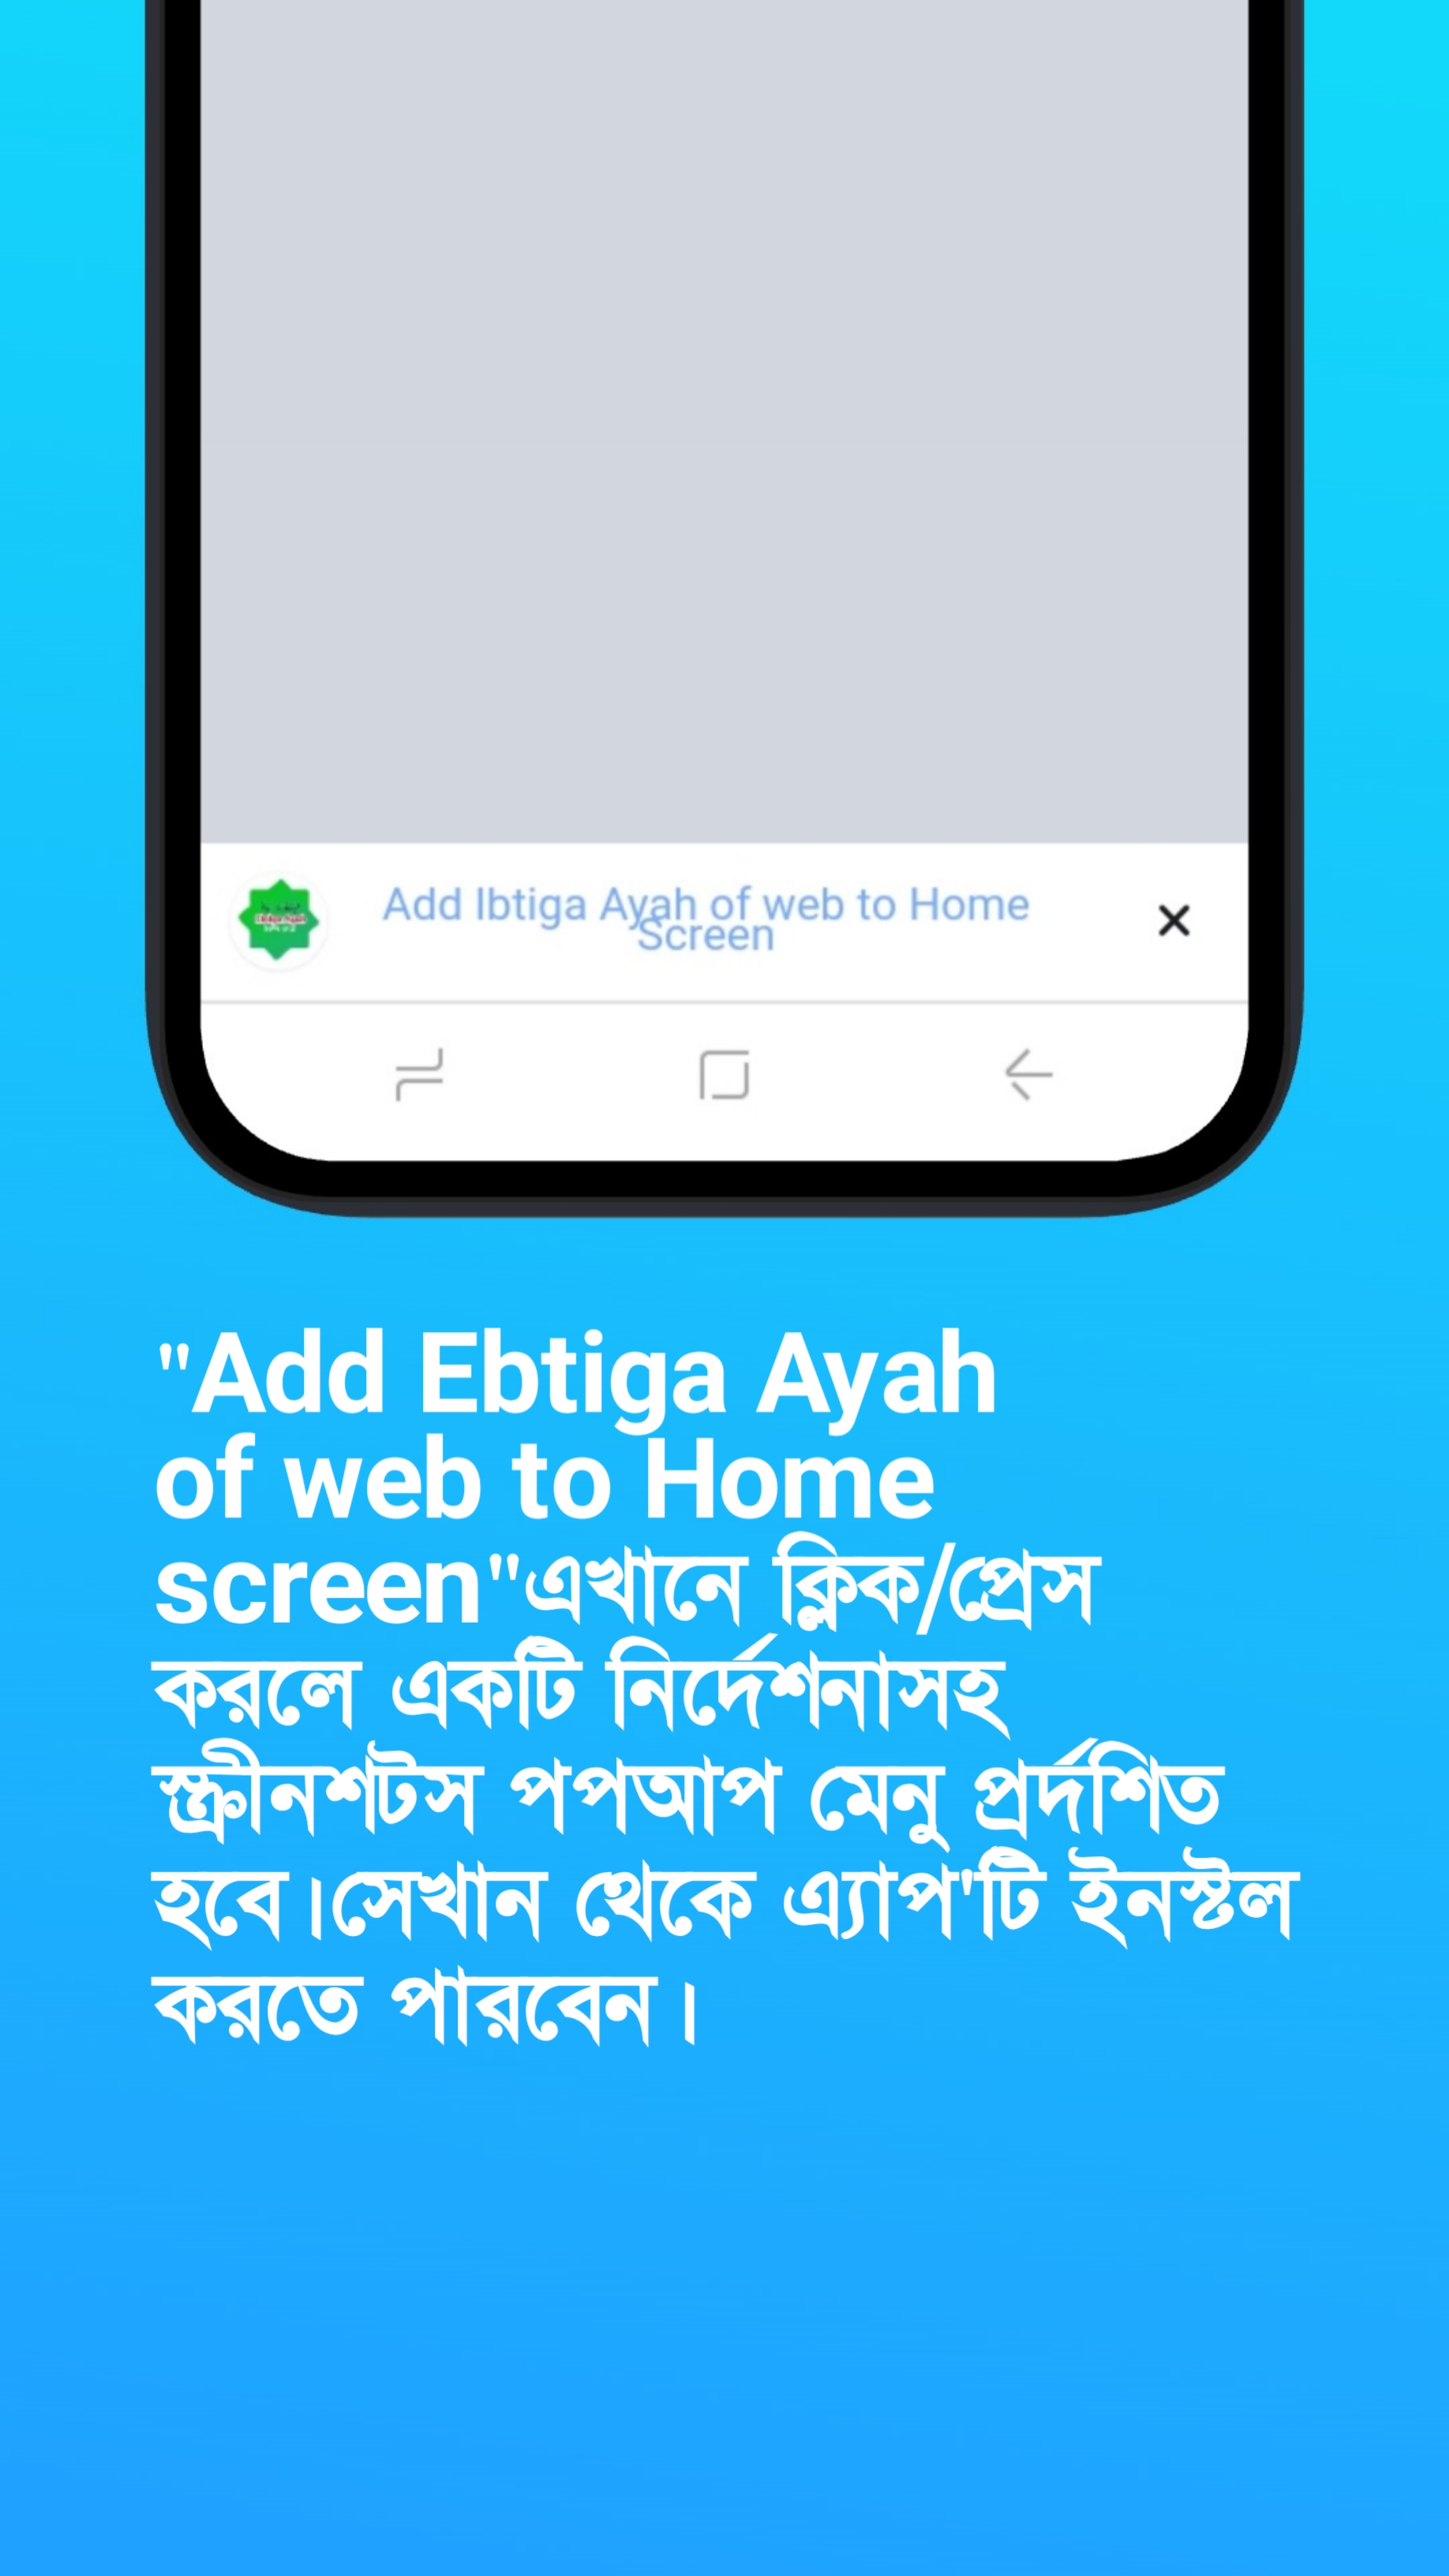 Add Ibtiga Ayah of web to Home
Screen
"Add Ebtiga Ayah
of web to Home
screen"এখানে ক্লিক/প্রেস
করলে একটি নির্দেশনাসহ
স্ক্রীনশটস পপআপ মেনু প্রর্দশিত
হবে।সেখান থেকে এ্যাপ'টি ইনস্টল
করতে পারবেন।